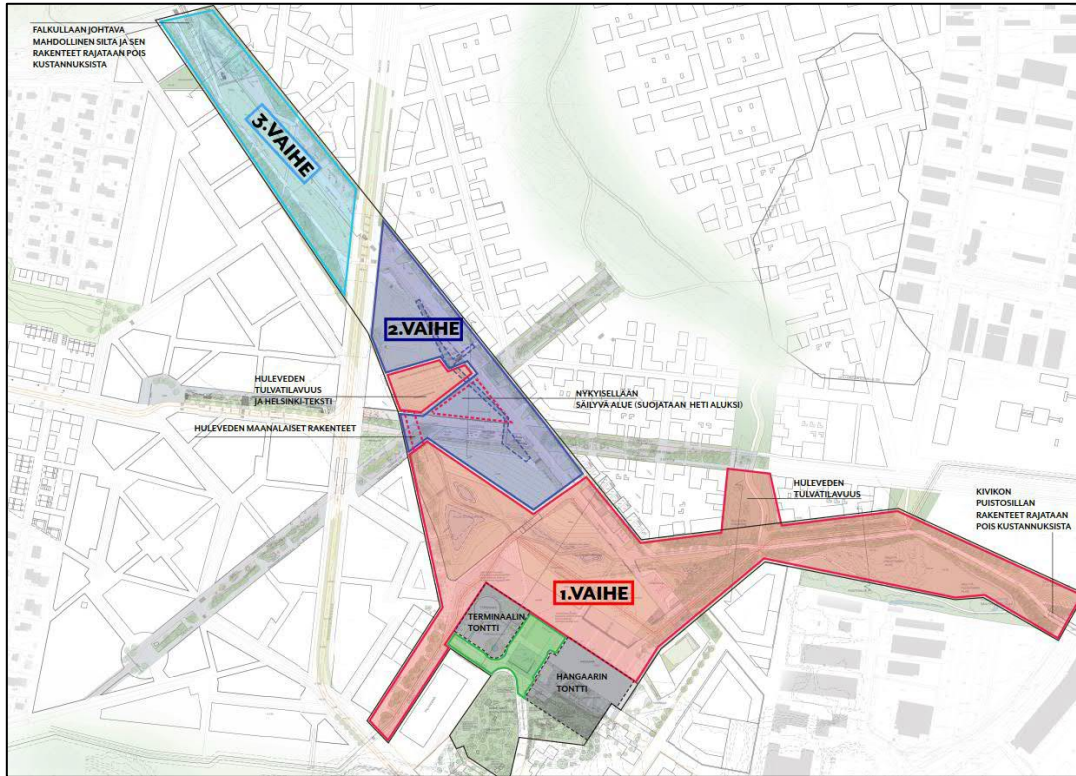 FALKULLAAN JOHTAVA
MAHDOLLINEN SILTA JA SEN
RAKENTEET RAJATAAN POIS
KUSTANNUKSISTA
3.VAIHE
2.VAIHE
HULEVEDEN
TULVATILAVUUS
JA HELSINKI-TEKSTI
NYKYISELLÄÄN
SÄILYVÄ ALUE (SUOJATAAN HETI ALUKSI)
HULEVEDEN MAANALAISET RAKENTEET
HULEVEDEN
TULVATILAVUUS
KIVIKON
PUISTOSILLAN
RAKENTEET RAJATAAN
POIS KUSTANNUKSISTA
1.VAIHE
TERMINAALIN
TONTTI
HANGAARIN
TONTTI